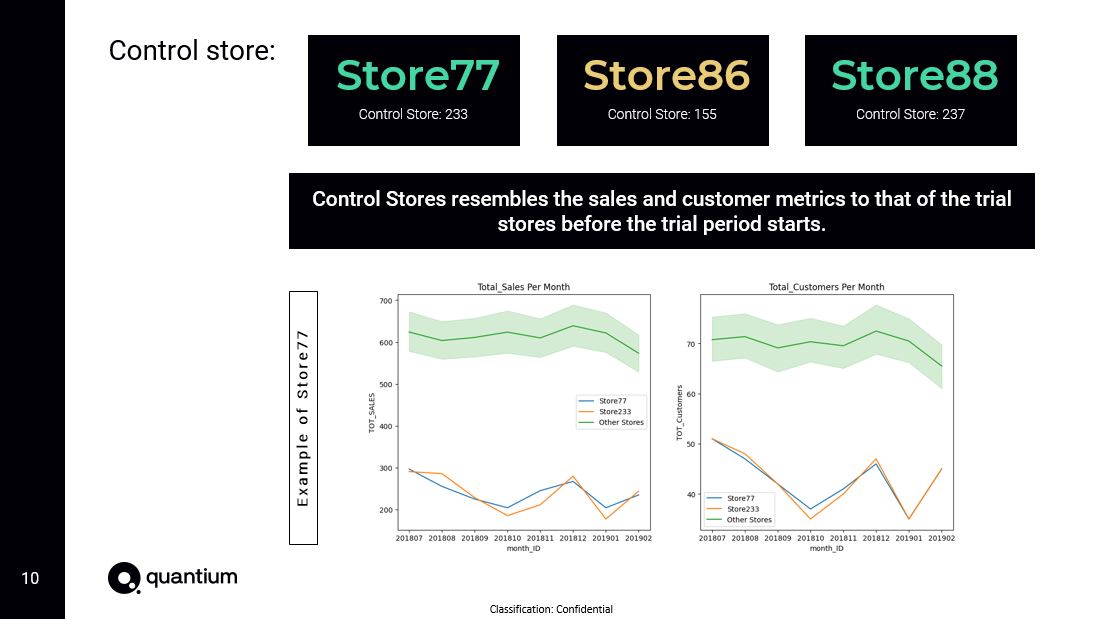 Control store:
Store77
Control Store: 233
Store86
Control Store: 155
Store88
Control Store: 237
Control Stores resembles the sales and customer metrics to that of the trial
stores before the trial period starts.
Example of Store77
Total_Sales Per Month
700
600
500
400
300
200
TOT_SALES
Store77
Store233
Other Stores
201807 201808 201809 201810 201811 201812 201901 201902
month_ID
Total_Customers Per Month
70
60
50
40
TOT_Customers
Store77
Store233
Other Stores
201807 201808 201809 201810 201811 201812 201901 201902
month_ID
10
quantium
Classification: Confidential